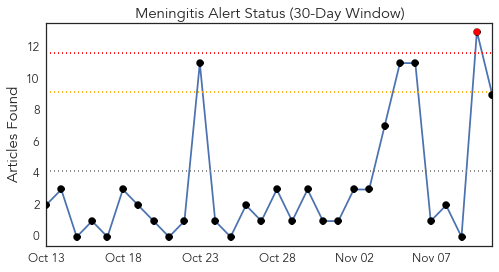 Meningitis Alert Status (30-Day Window)
Articles Found
12
10
8
6
4
2
0
Oct 13
Oct 18
Oct 23
Oct 28
Nov 02
Nov 07